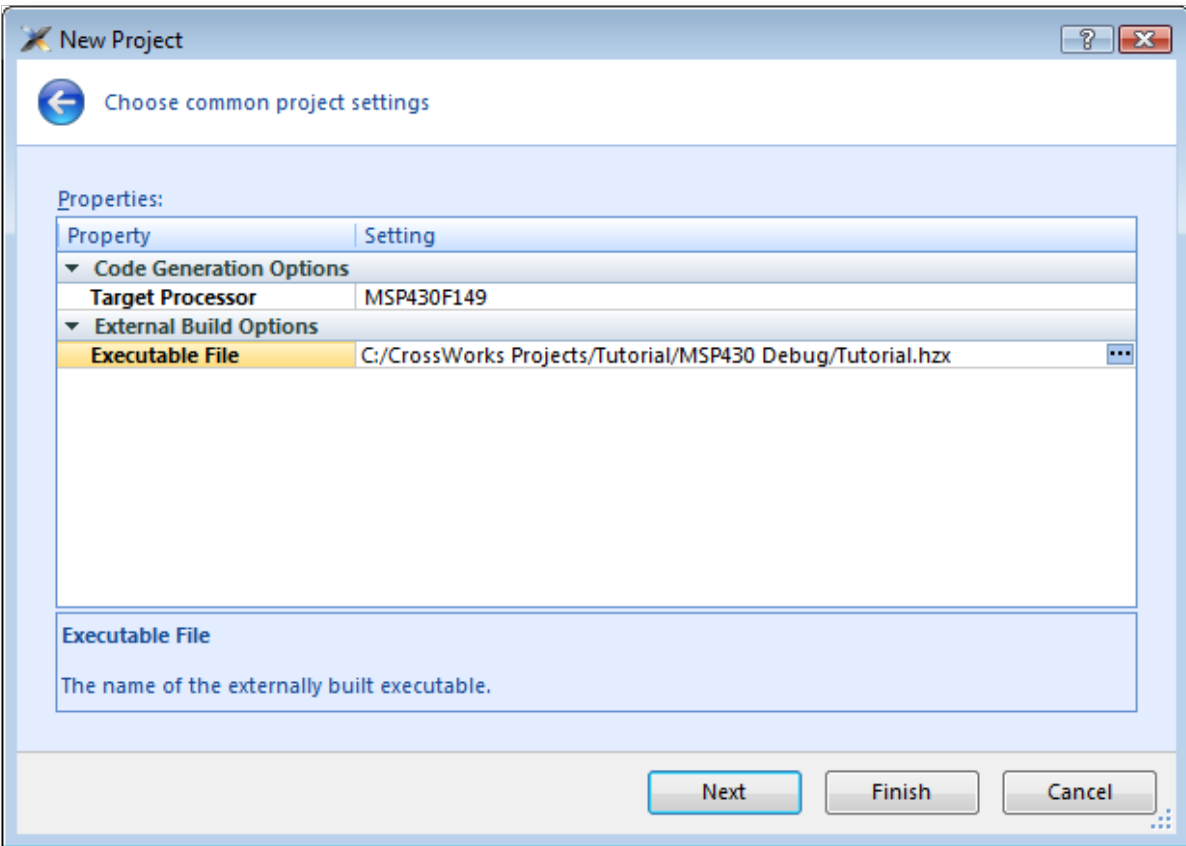 New Project
Choose common project settings
Properties:
Property Setting
Code Generation Options
Target Processor MSP430F149
External Build Options
Executable File C:/CrossWorks Projects/Tutorial/MSP430 Debug/Tutorial.hzx
Executable File
The name of the externally built executable.
Next Finish Cancel